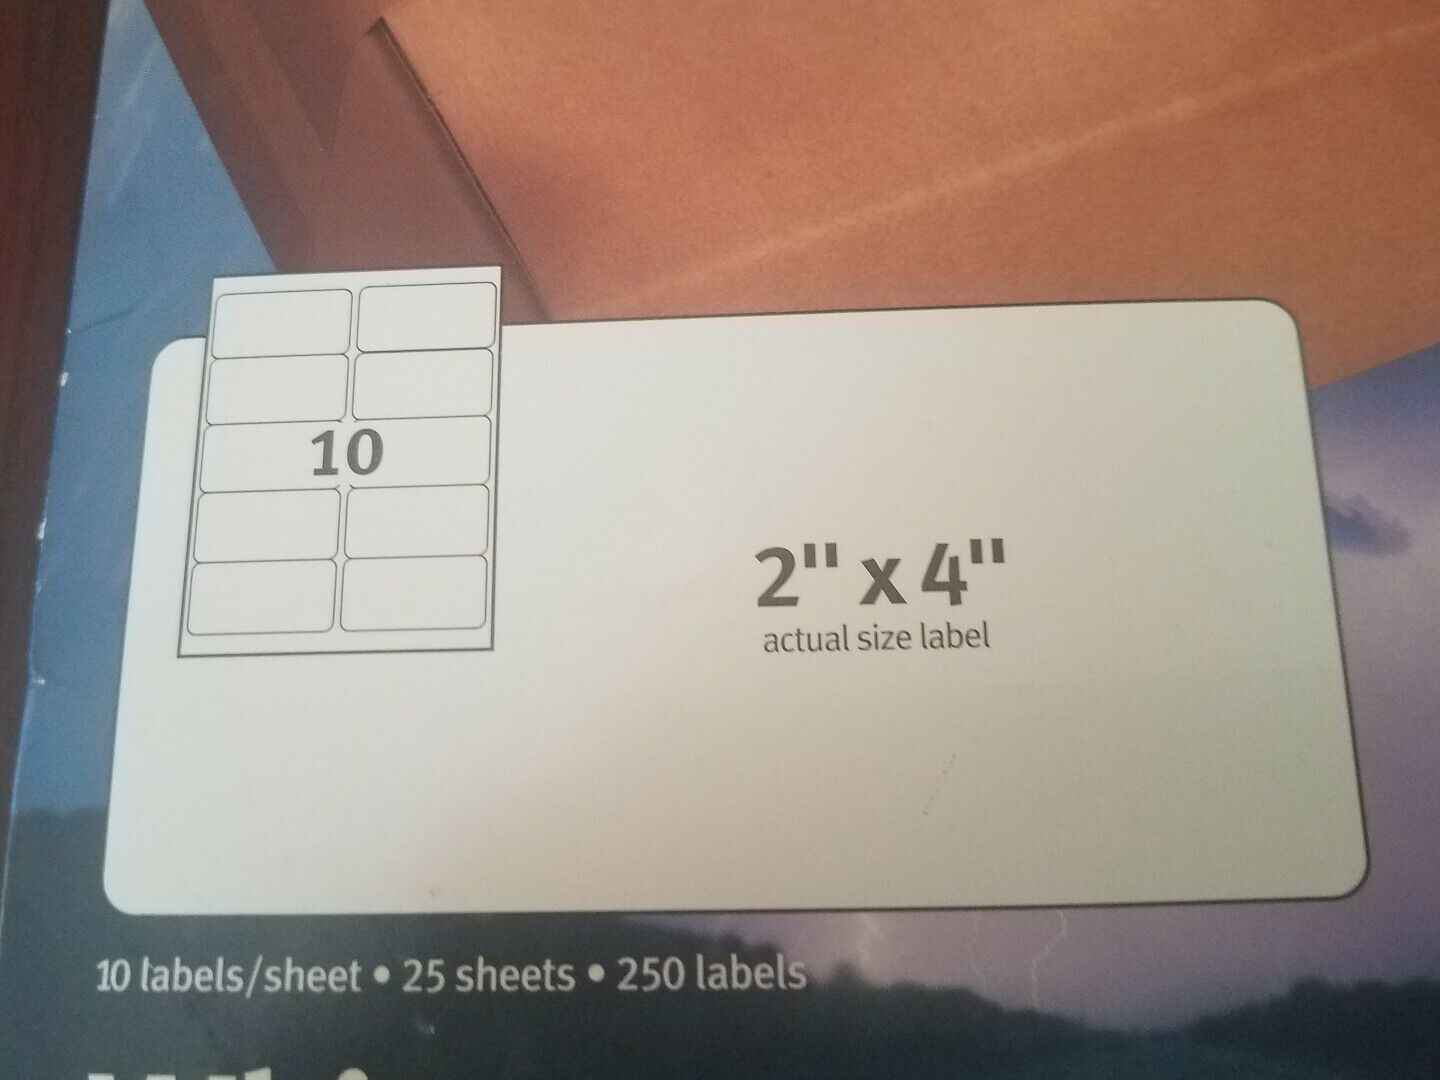 10
2" x 4"
actual size label
10 labels/sheet • 25 sheets • 250 labels